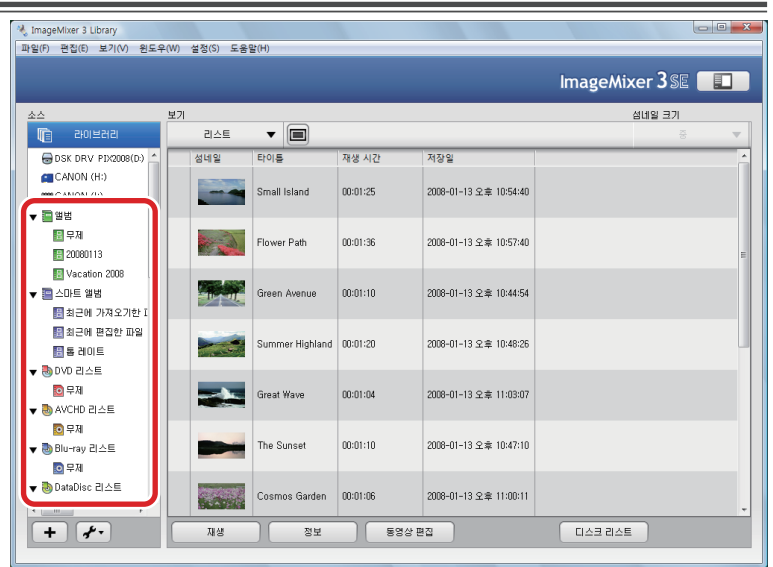 ImageMixer 3 Library
파일(F) 편집(E) 보기(V) 윈도우(W) 설정(S) 도움말(H)
ImageMixer 3 SE
소스
보기
섬네일 크기
라이브러리
리스트
중
DSK DRV PIX2008(D:)
CANON (H:)
앨범
무제
20080113
Vacation 2008
스마트 앨범
최근에 가져오기한
최근에 편집한 파일
톱 레이트
DVD 리스트
무제
AVCHD 리스트
무제
Blu-ray 리스트
무제
DataDisc 리스트
섬네일 타이틀 재생 시간 저장일
Small Island 00:01:25 2008-01-13 오후 10:54:40
Flower Path 00:01:36 2008-01-13 오후 10:57:40
Green Avenue 00:01:10 2008-01-13 오후 10:44:54
Summer Highland 00:01:20 2008-01-13 오후 10:48:26
Great Wave 00:01:04 2008-01-13 오후 11:03:07
The Sunset 00:01:10 2008-01-13 오후 10:47:10
Cosmos Garden 00:01:06 2008-01-13 오후 11:00:11
재생 정보 동영상 편집 디스크 리스트